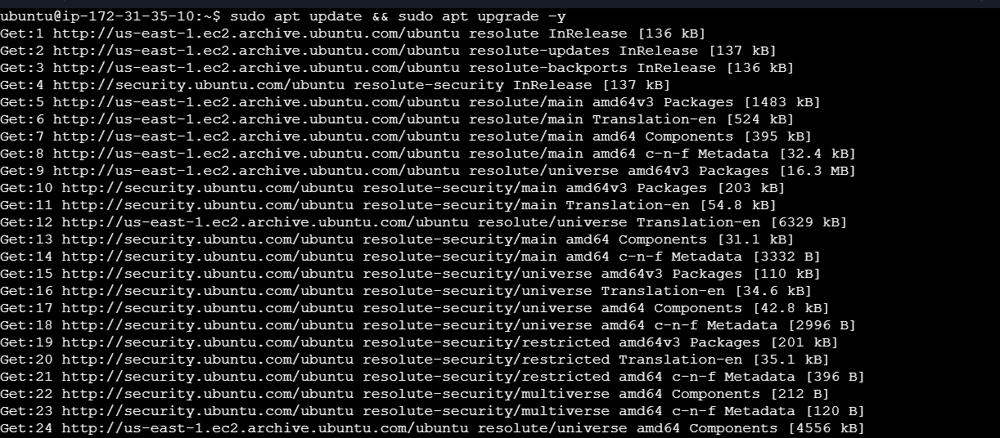 ubuntu@ip-172-31-35-10:~$ sudo apt update && sudo apt upgrade -y
Get:1 http://us-east-1.ec2.archive.ubuntu.com/ubuntu resolute InRelease [136 kB]
Get:2 http://us-east-1.ec2.archive.ubuntu.com/ubuntu resolute-updates InRelease [137 kB]
Get:3 http://us-east-1.ec2.archive.ubuntu.com/ubuntu resolute-backports InRelease [136 kB]
Get:4 http://security.ubuntu.com/ubuntu resolute-security InRelease [137 kB]
Get:5 http://us-east-1.ec2.archive.ubuntu.com/ubuntu resolute/main amd64v3 Packages [1483 kB]
Get:6 http://us-east-1.ec2.archive.ubuntu.com/ubuntu resolute/main Translation-en [524 kB]
Get:7 http://us-east-1.ec2.archive.ubuntu.com/ubuntu resolute/main amd64 Components [395 kB]
Get:8 http://us-east-1.ec2.archive.ubuntu.com/ubuntu resolute/main amd64 c-n-f Metadata [32.4 kB]
Get:9 http://us-east-1.ec2.archive.ubuntu.com/ubuntu resolute/universe amd64v3 Packages [16.3 MB]
Get:10 http://security.ubuntu.com/ubuntu resolute-security/main amd64v3 Packages [203 kB]
Get:11 http://security.ubuntu.com/ubuntu resolute-security/main Translation-en [54.8 kB]
Get:12 http://us-east-1.ec2.archive.ubuntu.com/ubuntu resolute/universe Translation-en [6329 kB]
Get:13 http://security.ubuntu.com/ubuntu resolute-security/main amd64 Components [31.1 kB]
Get:14 http://security.ubuntu.com/ubuntu resolute-security/main amd64 c-n-f Metadata [3332 B]
Get:15 http://security.ubuntu.com/ubuntu resolute-security/universe amd64v3 Packages [110 kB]
Get:16 http://security.ubuntu.com/ubuntu resolute-security/universe Translation-en [34.6 kB]
Get:17 http://security.ubuntu.com/ubuntu resolute-security/universe amd64 Components [42.8 kB]
Get:18 http://security.ubuntu.com/ubuntu resolute-security/universe amd64 c-n-f Metadata [2996 B]
Get:19 http://security.ubuntu.com/ubuntu resolute-security/restricted amd64v3 Packages [201 kB]
Get:20 http://security.ubuntu.com/ubuntu resolute-security/restricted Translation-en [35.1 kB]
Get:21 http://security.ubuntu.com/ubuntu resolute-security/restricted amd64 c-n-f Metadata [396 B]
Get:22 http://security.ubuntu.com/ubuntu resolute-security/multiverse amd64 Components [212 B]
Get:23 http://security.ubuntu.com/ubuntu resolute-security/multiverse amd64 c-n-f Metadata [120 B]
Get:24 http://us-east-1.ec2.archive.ubuntu.com/ubuntu resolute/universe amd64 Components [4556 kB]